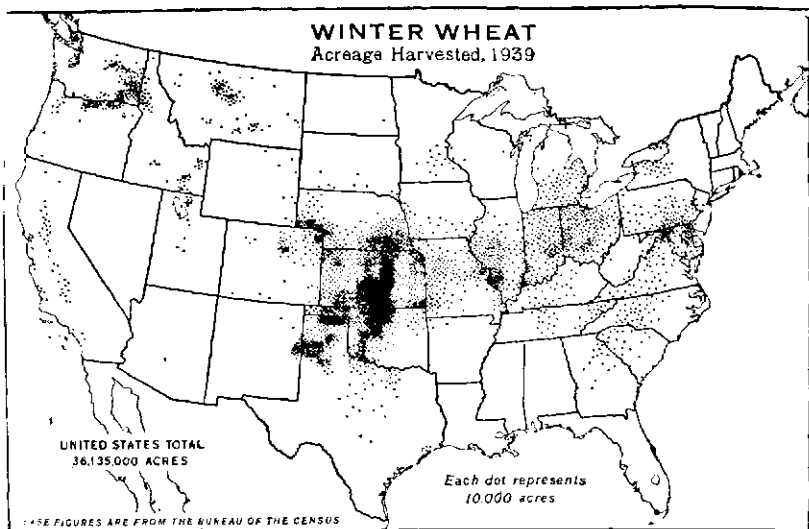 WINTER WHEAT
Acreage Harvested, 1939
UNITED STATES TOTAL
36,135,000 ACRES
Each dot represents
10,000 acres
FIGURES ARE FROM THE BUREAU OF THE CENSUS